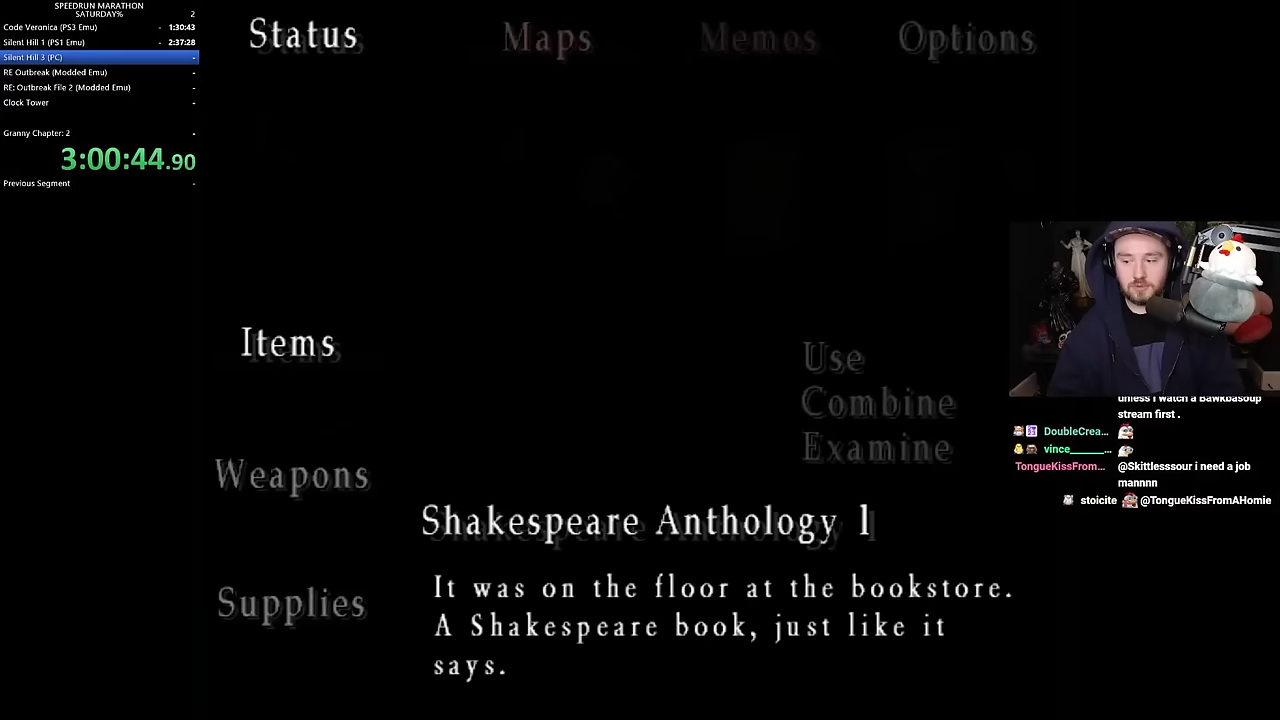 SPEEDRUN MARATHON
SATURDAY%
2
Code Veronica (PS3 Emu) - 1:30:43
Silent Hill 1 (PS1 Emu) - 2:37:28
Silent Hill 3 (PC) -
RE Outbreak (Modded Emu) -
RE: Outbreak File 2 (Modded Emu) -
Clock Tower -
Granny Chapter: 2 -
3:00:44.90
Previous Segment -
Status Maps Memos Options
Items
Weapons
Supplies
Use
Combine
Examine
Shakespeare Anthology 1
It was on the floor at the bookstore.
A Shakespeare book, just like it
says.
unless I watch a Bawkbasoup
stream first .
DoubleCrea...
vince______...
TongueKissFrom... @Skittlesssour i need a job
mannnn
stoicite @TongueKissFromAHomie